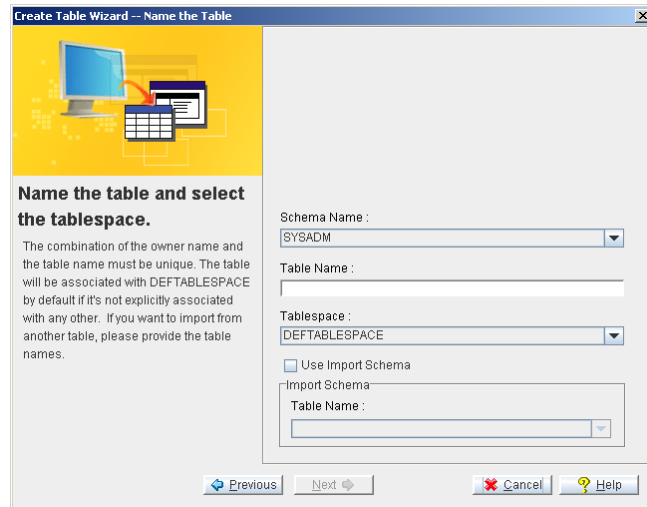 Create Table Wizard -- Name the Table
Name the table and select
the tablespace.
The combination of the owner name and
the table name must be unique. The table
will be associated with DEFTABLESPACE
by default if it's not explicitly associated
with any other. If you want to import from
another table, please provide the table
names.
Schema Name :
SYSADM
Table Name :
Tablespace :
DEFTABLESPACE
Use Import Schema
Import Schema
Table Name :
Previous
Next
Cancel
Help